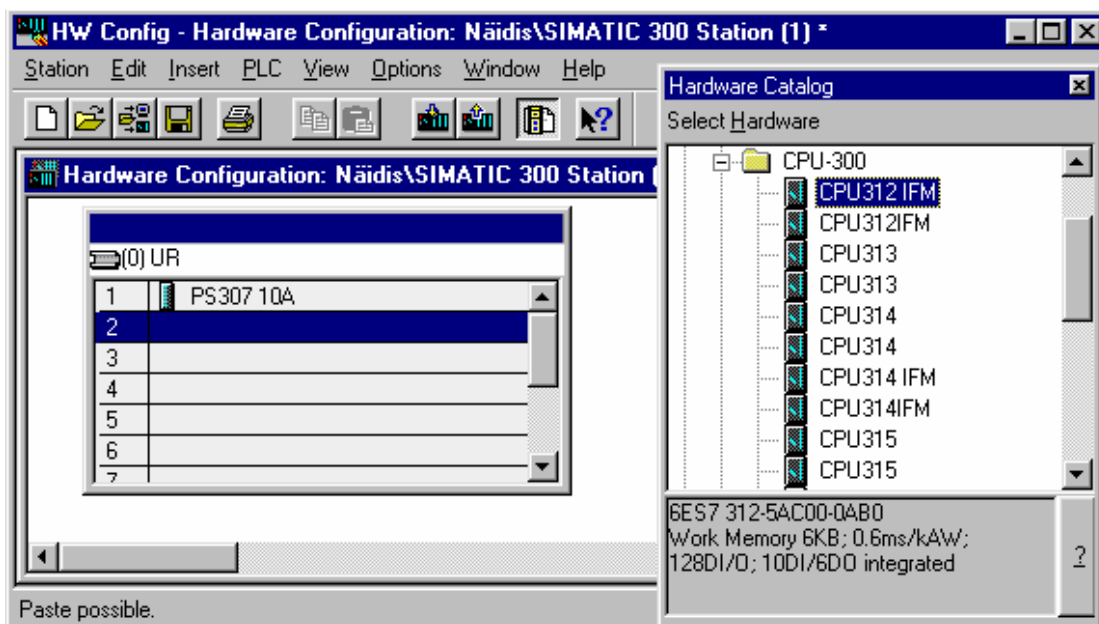 HW Config - Hardware Configuration: Näidis\SIMATIC 300 Station (1) *
Station Edit Insert PLC View Options Window Help
Hardware Catalog
Select Hardware
Hardware Configuration: Näidis\SIMATIC 300 Station (
(0) UR
1 PS307 10A
2
3
4
5
6
7
CPU-300
CPU312 IFM
CPU312IFM
CPU313
CPU313
CPU314
CPU314
CPU314 IFM
CPU314IFM
CPU315
CPU315
6ES7 312-5AC00-0AB0
Work Memory 6KB; 0.6ms/kAW;
128DI/O; 10DI/6DO integrated
?
Paste possible.